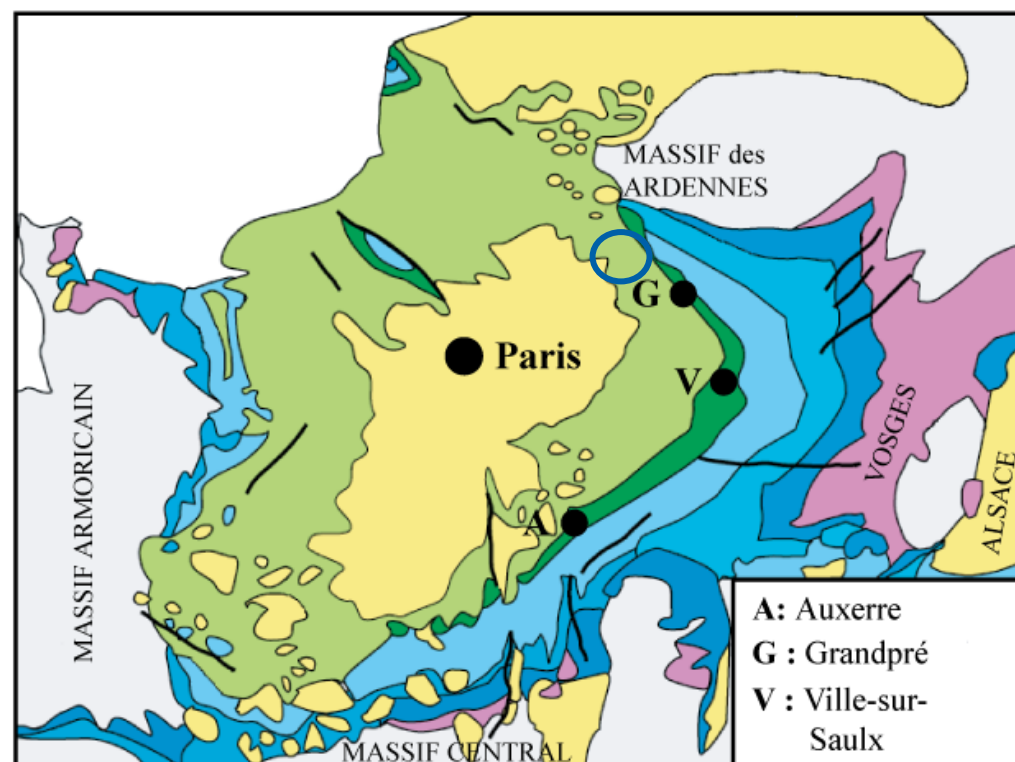 MASSIF des
ARDENNES
G
Paris
V
MASSIF ARMORICAIN
VOSGES
ALSACE
A
MASSIF CENTRAL
A: Auxerre
G : Grandpré
V : Ville-sur-
Saulx